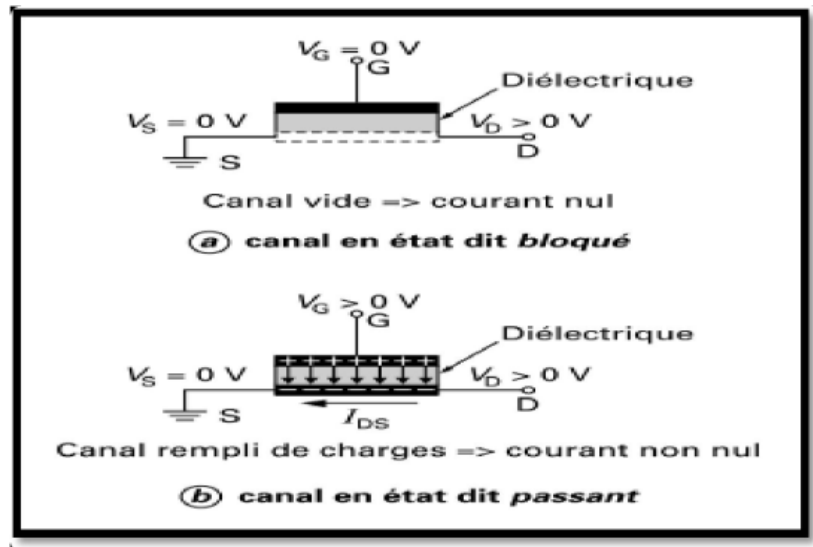 V_G = 0 V
G
Diélectrique
V_S = 0 V
V_D > 0 V
S
D
Canal vide => courant nul
(a) canal en état dit bloqué
V_G > 0 V
G
Diélectrique
V_S = 0 V
V_D > 0 V
S
I_DS
D
Canal rempli de charges => courant non nul
(b) canal en état dit passant